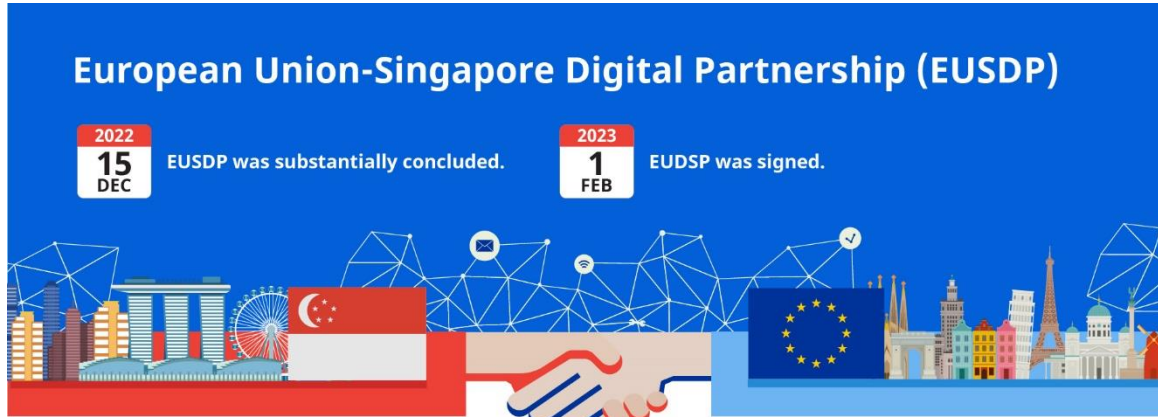 European Union-Singapore Digital Partnership (EUSDP)
2022
15
DEC
EUSDP was substantially concluded.
2023
1
FEB
EUDSP was signed.